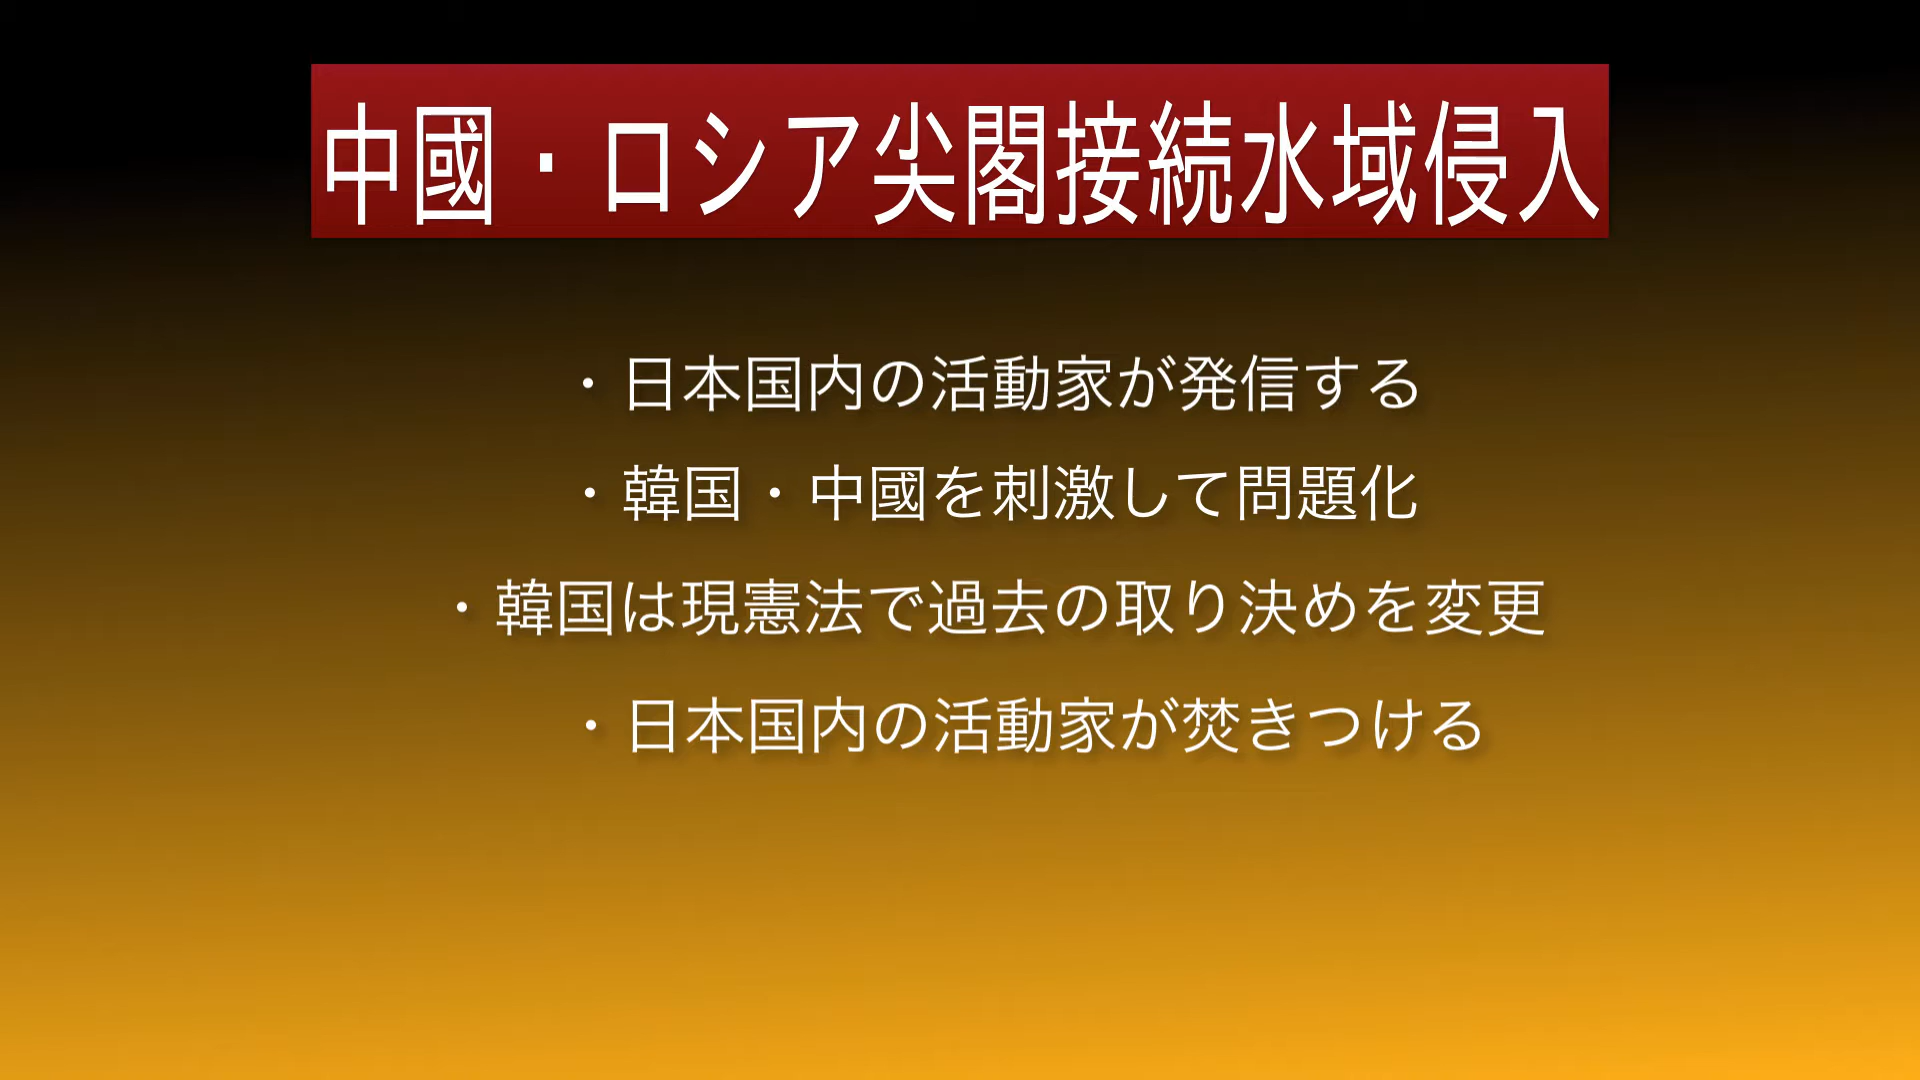 中國・ロシア尖閣接続水域侵入
・日本国内の活動家が発信する
・韓国・中國を刺激して問題化
・韓国は現憲法で過去の取り決めを変更
・日本国内の活動家が焚きつける